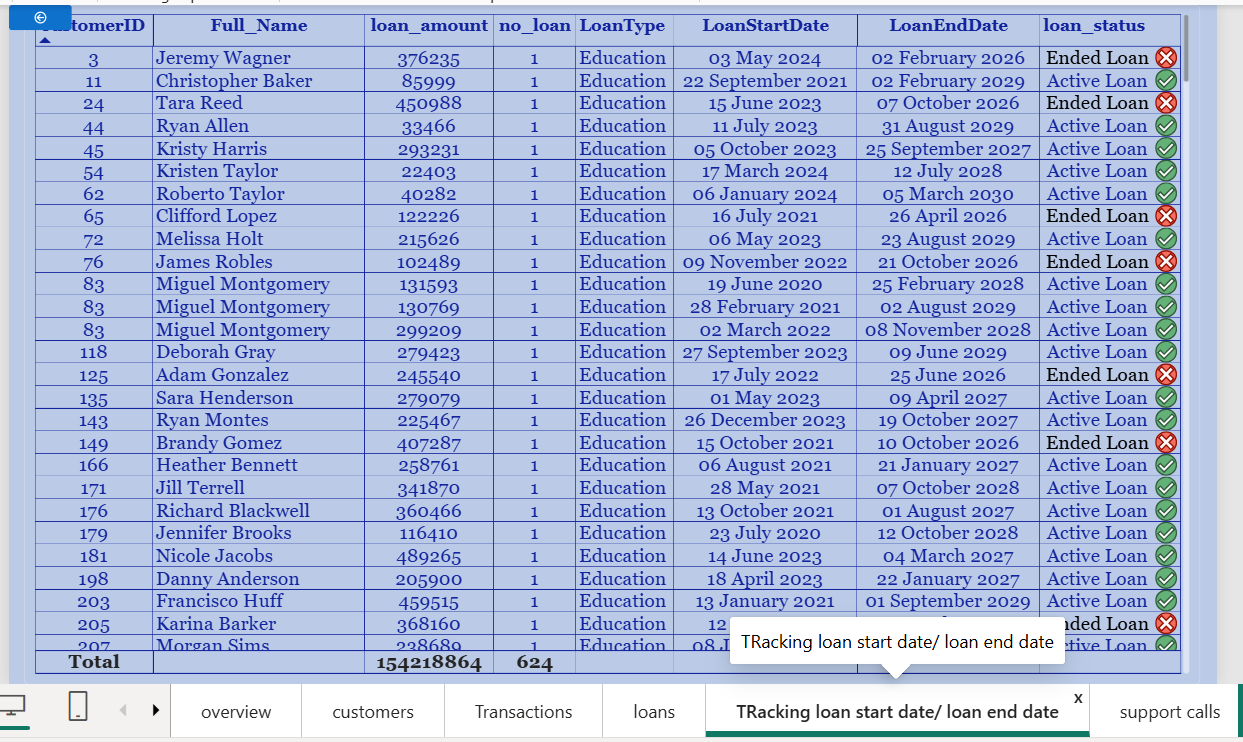 CustomerID Full_Name loan_amount no_loan LoanType LoanStartDate LoanEndDate loan_status
3 Jeremy Wagner 376235 1 Education 03 May 2024 02 February 2026 Ended Loan
11 Christopher Baker 85999 1 Education 22 September 2021 02 February 2029 Active Loan
24 Tara Reed 450988 1 Education 15 June 2023 07 October 2026 Ended Loan
44 Ryan Allen 33466 1 Education 11 July 2023 31 August 2029 Active Loan
45 Kristy Harris 293231 1 Education 05 October 2023 25 September 2027 Active Loan
54 Kristen Taylor 22403 1 Education 17 March 2024 12 July 2028 Active Loan
62 Roberto Taylor 40282 1 Education 06 January 2024 05 March 2030 Active Loan
65 Clifford Lopez 122226 1 Education 16 July 2021 26 April 2026 Ended Loan
72 Melissa Holt 215626 1 Education 06 May 2023 23 August 2029 Active Loan
76 James Robles 102489 1 Education 09 November 2022 21 October 2026 Ended Loan
83 Miguel Montgomery 131593 1 Education 19 June 2020 25 February 2028 Active Loan
83 Miguel Montgomery 130769 1 Education 28 February 2021 02 August 2029 Active Loan
83 Miguel Montgomery 299209 1 Education 02 March 2022 08 November 2028 Active Loan
118 Deborah Gray 279423 1 Education 27 September 2023 09 June 2029 Active Loan
125 Adam Gonzalez 245540 1 Education 17 July 2022 25 June 2026 Ended Loan
135 Sara Henderson 279079 1 Education 01 May 2023 09 April 2027 Active Loan
143 Ryan Montes 225467 1 Education 26 December 2023 19 October 2027 Active Loan
149 Brandy Gomez 407287 1 Education 15 October 2021 10 October 2026 Ended Loan
166 Heather Bennett 258761 1 Education 06 August 2021 21 January 2027 Active Loan
171 Jill Terrell 341870 1 Education 28 May 2021 07 October 2028 Active Loan
176 Richard Blackwell 360466 1 Education 13 October 2021 01 August 2027 Active Loan
179 Jennifer Brooks 116410 1 Education 23 July 2020 12 October 2028 Active Loan
181 Nicole Jacobs 489265 1 Education 14 June 2023 04 March 2027 Active Loan
198 Danny Anderson 205900 1 Education 18 April 2023 22 January 2027 Active Loan
203 Francisco Huff 459515 1 Education 13 January 2021 01 September 2029 Active Loan
205 Karina Barker 368160 1 Education 12 Loan
207 Morgan Sims 238689 1 Education 08 Loan
TRacking loan start date/ loan end date
Total 154218864 624
overview customers Transactions loans TRacking loan start date/ loan end date x support calls